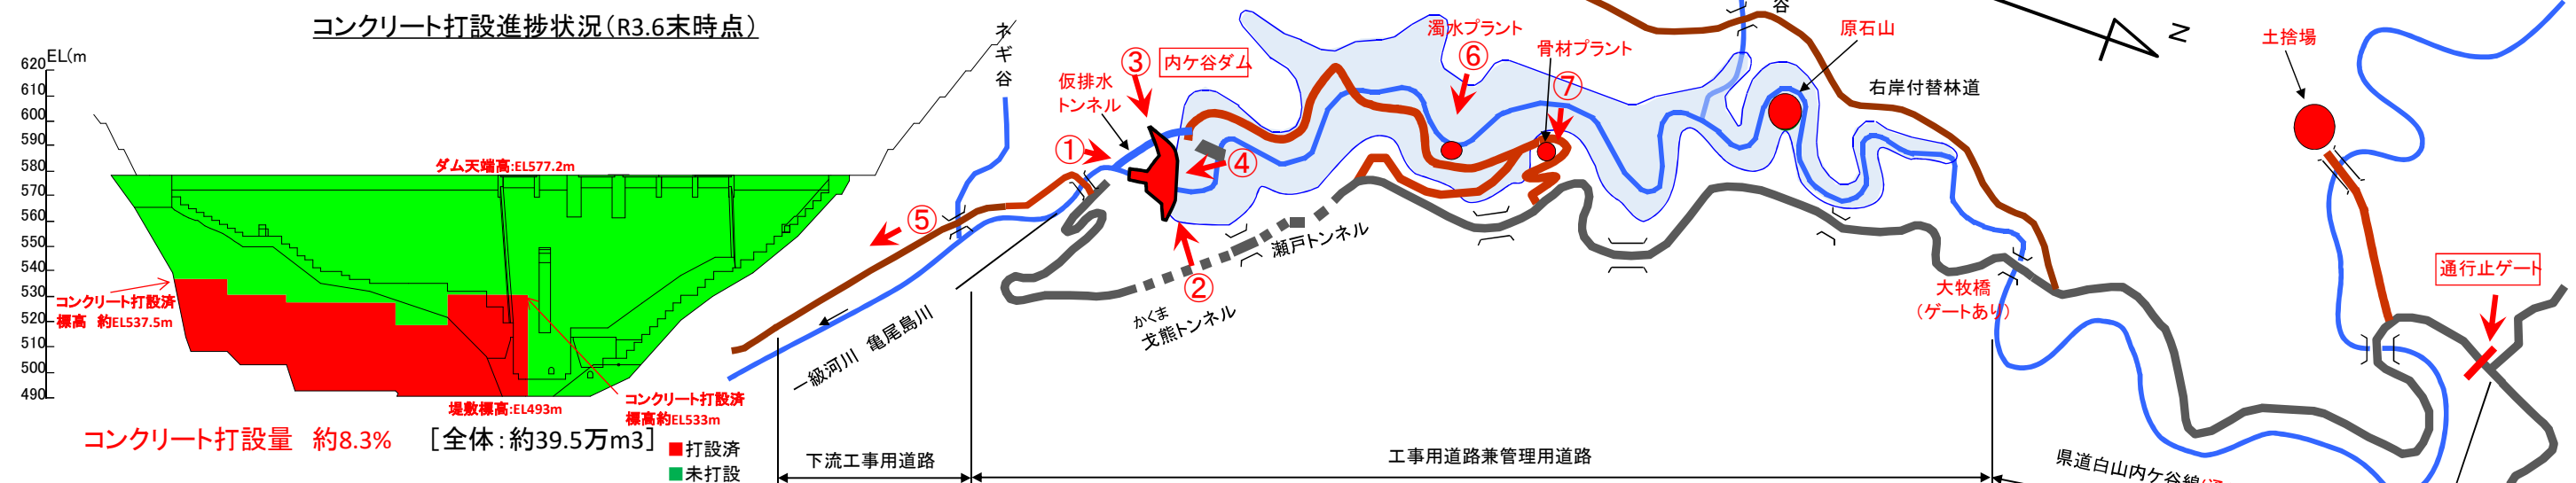 コンクリート打設進捗状況（R3.6末時点）
EL(m
620
610
600
590
580
570
560
550
540
530
520
510
500
490
ダム天端高:EL577.2m
コンクリート打設済
標高 約EL537.5m
堤敷標高:EL493m
コンクリート打設済
標高約EL533m
コンクリート打設量 約8.3% ［全体：約39.5万m3］
打設済
未打設
ネギ谷
仮排水
トンネル
③
内ケ谷ダム
①
④
⑤
②
濁水プラント
⑥
骨材プラント
⑦
谷
原石山
右岸付替林道
N
土捨場
通行止ゲート
大牧橋
（ゲートあり）
瀬戸トンネル
かくま
戈熊トンネル
一級河川 亀尾島川
下流工事用道路
工事用道路兼管理用道路
県道白山内ケ谷線